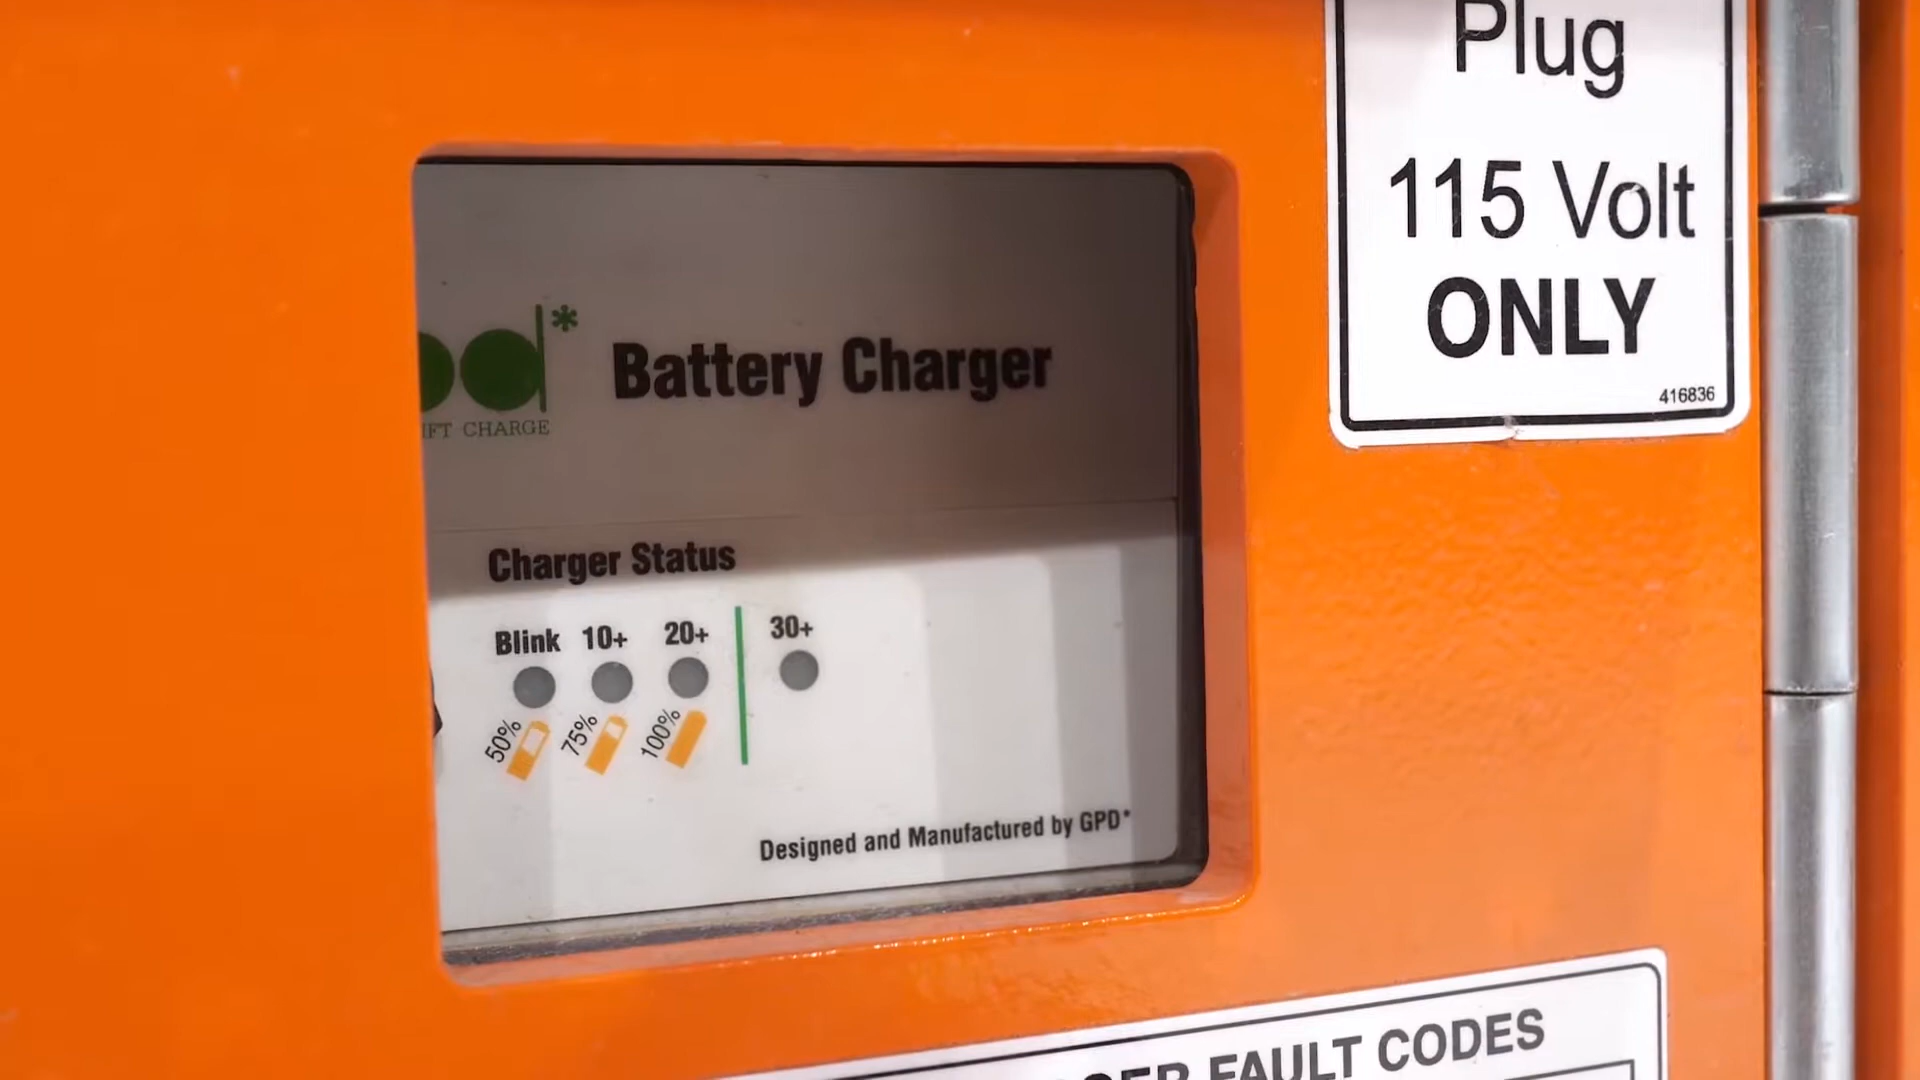 Plug
115 Volt
ONLY
416836
Battery Charger
CHARGE
Charger Status
Blink 10+ 20+ 30+
50% 75% 100%
Designed and Manufactured by GPD*
FAULT CODES